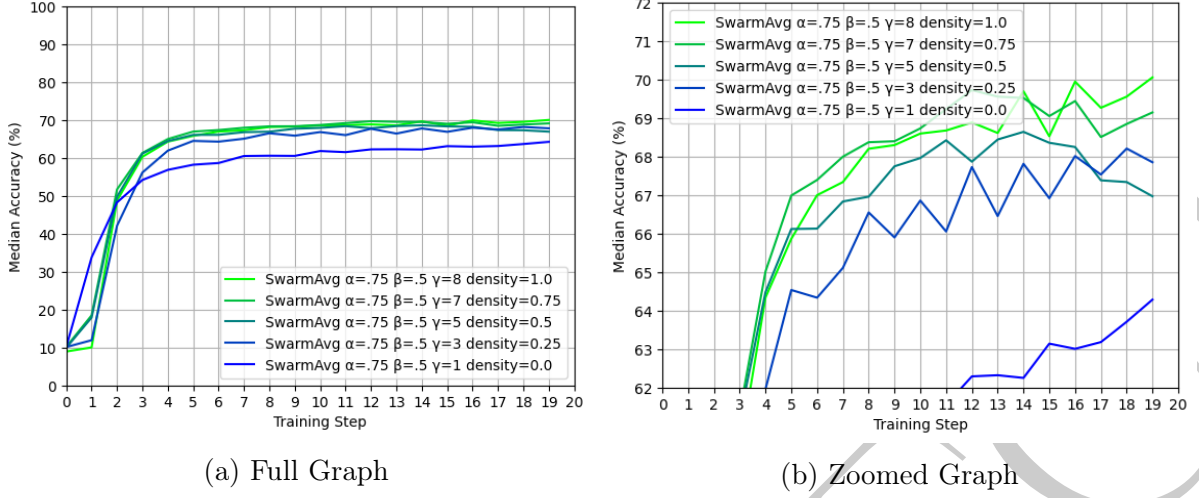 100
90
80
70
60
50
40
30
20
10
0
Median Accuracy (%)
SwarmAvg α=.75 β=.5 γ=8 density=1.0
SwarmAvg α=.75 β=.5 γ=7 density=0.75
SwarmAvg α=.75 β=.5 γ=5 density=0.5
SwarmAvg α=.75 β=.5 γ=3 density=0.25
SwarmAvg α=.75 β=.5 γ=1 density=0.0
0 1 2 3 4 5 6 7 8 9 10 11 12 13 14 15 16 17 18 19 20
Training Step
(a) Full Graph
72
71
70
69
68
67
66
65
64
63
62
Median Accuracy (%)
SwarmAvg α=.75 β=.5 γ=8 density=1.0
SwarmAvg α=.75 β=.5 γ=7 density=0.75
SwarmAvg α=.75 β=.5 γ=5 density=0.5
SwarmAvg α=.75 β=.5 γ=3 density=0.25
SwarmAvg α=.75 β=.5 γ=1 density=0.0
0 1 2 3 4 5 6 7 8 9 10 11 12 13 14 15 16 17 18 19 20
Training Step
(b) Zoomed Graph